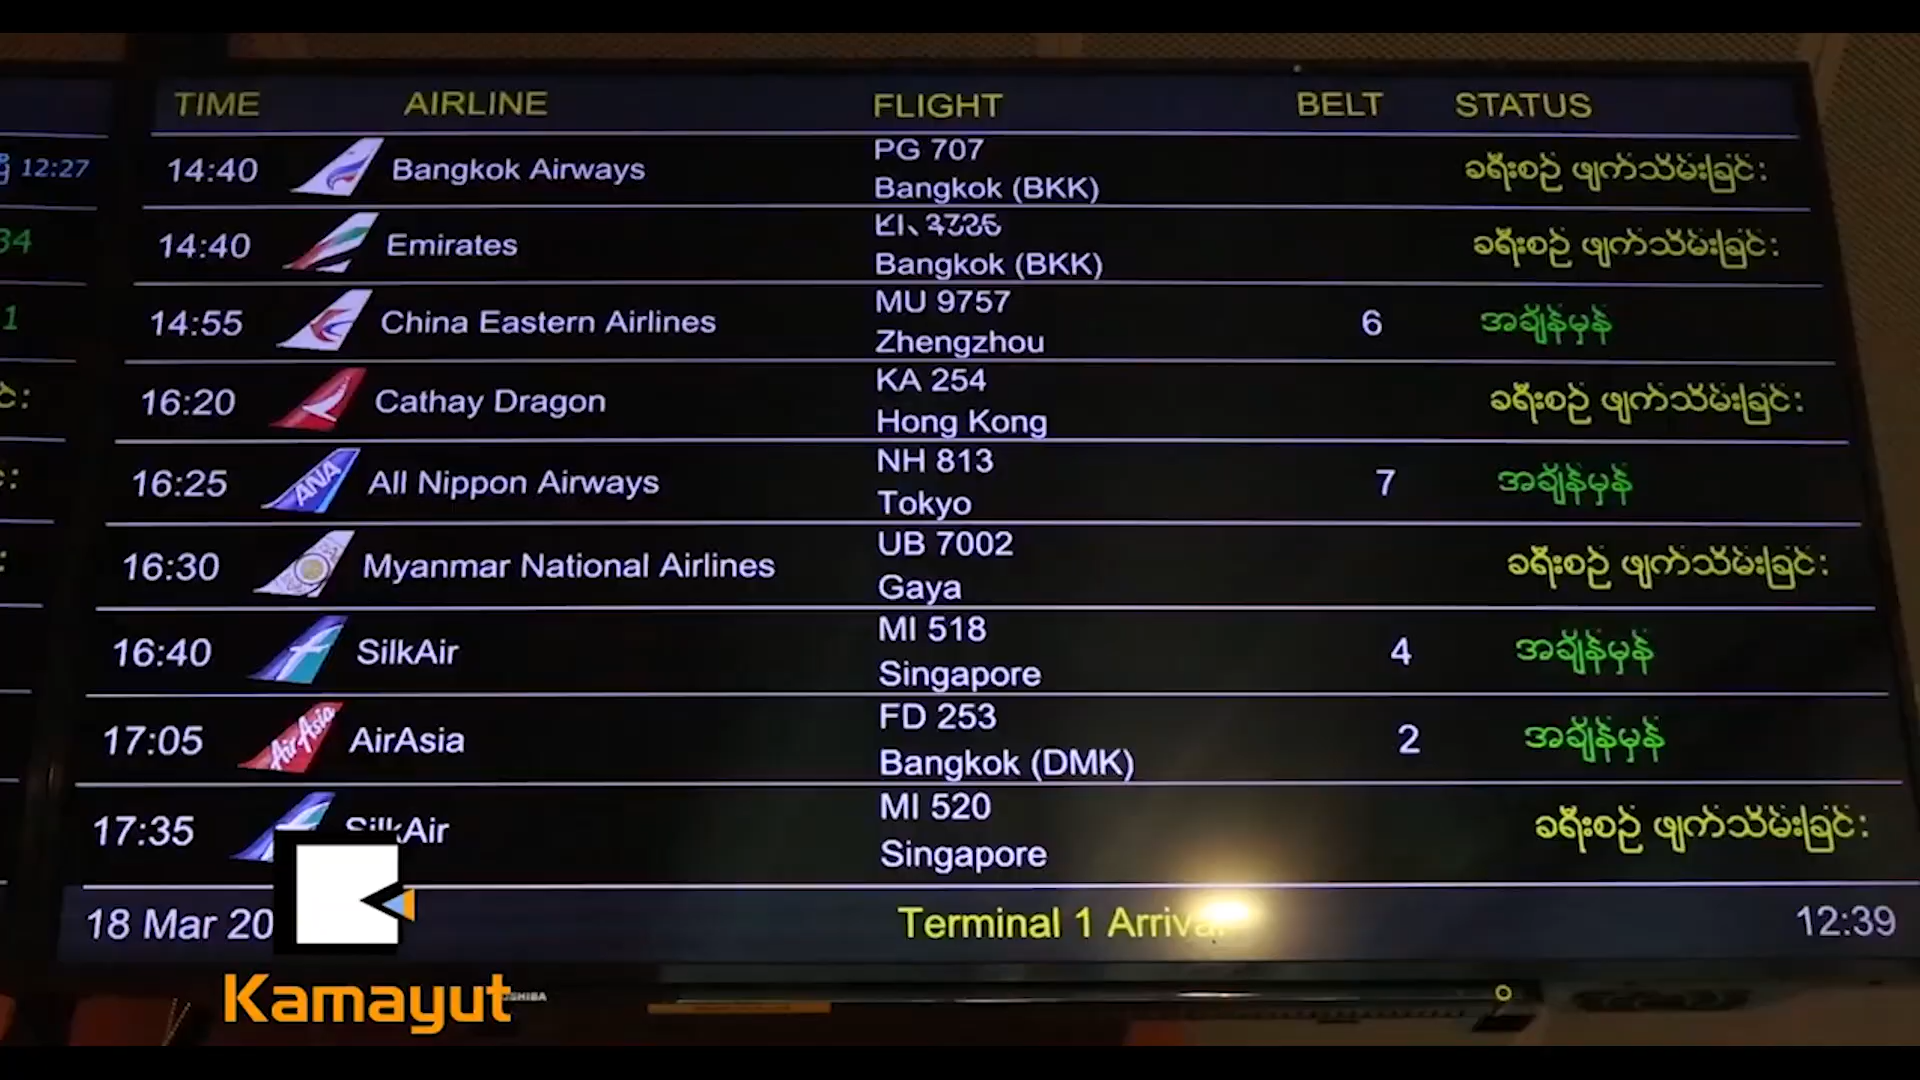 TIME AIRLINE FLIGHT BELT STATUS
12:27
14:40 Bangkok Airways PG 707 ခရီးစဉ် ဖျက်သိမ်းခြင်း
Bangkok (BKK)
34
14:40 Emirates ခရီးစဉ် ဖျက်သိမ်းခြင်း
Bangkok (BKK)
1
14:55 China Eastern Airlines MU 9757 6 အချိန်မှန်
Zhengzhou
16:20 Cathay Dragon KA 254 ခရီးစဉ် ဖျက်သိမ်းခြင်း
Hong Kong
16:25 ANA All Nippon Airways NH 813 7 အချိန်မှန်
Tokyo
16:30 Myanmar National Airlines UB 7002 ခရီးစဉ် ဖျက်သိမ်းခြင်း
Gaya
16:40 SilkAir MI 518 4 အချိန်မှန်
Singapore
17:05 AirAsia AirAsia FD 253 2 အချိန်မှန်
Bangkok (DMK)
17:35 SilkAir MI 520 ခရီးစဉ် ဖျက်သိမ်းခြင်း
Singapore
18 Mar 20 Terminal 1 Arrival 12:39
Kamayut